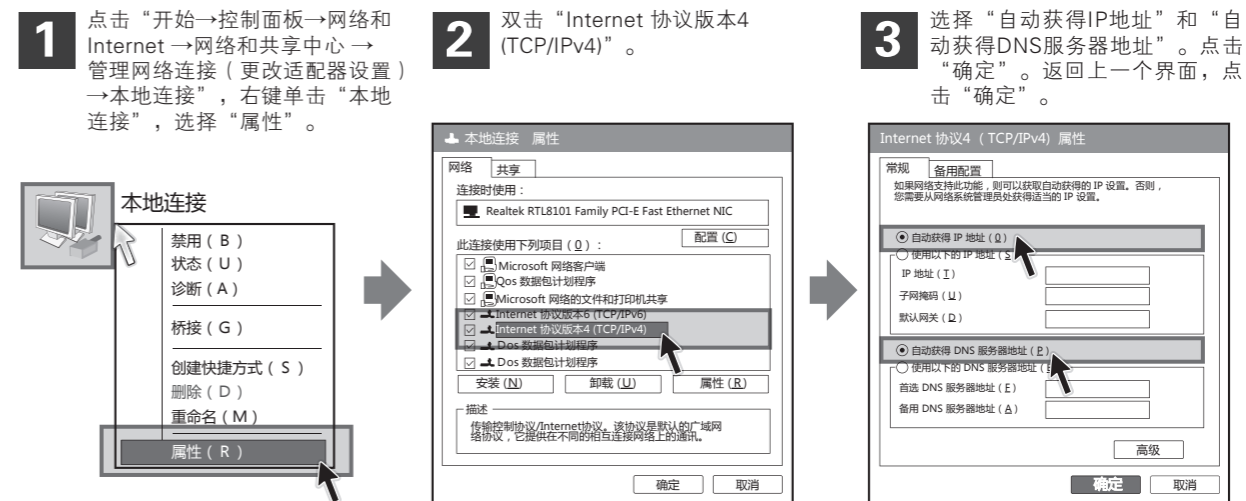 1
点击“开始→控制面板→网络和
Internet →网络和共享中心 →
管理网络连接（更改适配器设置）
→本地连接”，右键单击“本地
连接”，选择“属性”。
本地连接
禁用（B）
状态（U）
诊断（A）
桥接（G）
创建快捷方式（S）
删除（D）
重命名（M）
属性（R）
2
双击“Internet 协议版本4
(TCP/IPv4)”。
本地连接 属性
网络 共享
连接时使用：
Realtek RTL8101 Family PCI-E Fast Ethernet NIC
配置 (C)
此连接使用下列项目（O）：
Microsoft 网络客户端
Qos 数据包计划程序
Microsoft 网络的文件和打印机共享
Internet 协议版本6 (TCP/IPv6)
Internet 协议版本4 (TCP/IPv4)
Dos 数据包计划程序
Dos 数据包计划程序
安装 (N) 卸载 (U) 属性 (R)
描述
传输控制协议/Internet协议。该协议是默认的广域网
络协议，它提供在不同的相互连接网络上的通讯。
确定 取消
3
选择“自动获得IP地址”和“自
动获得DNS服务器地址”。点击
“确定”。返回上一个界面，点
击“确定”。
Internet 协议4 （TCP/IPv4）属性
常规 备用配置
如果网络支持此功能，则可以获取自动获得的 IP 设置。否则，
您需要从网络系统管理员处获得适当的 IP 设置。
自动获得 IP 地址（O）
使用以下的 IP 地址（S
IP 地址（I）
子网掩码（U）
默认网关（D）
自动获得 DNS 服务器地址（P）
使用以下的 DNS 服务器地址（
首选 DNS 服务器地址（E）
备用 DNS 服务器地址（A）
高级
确定 取消